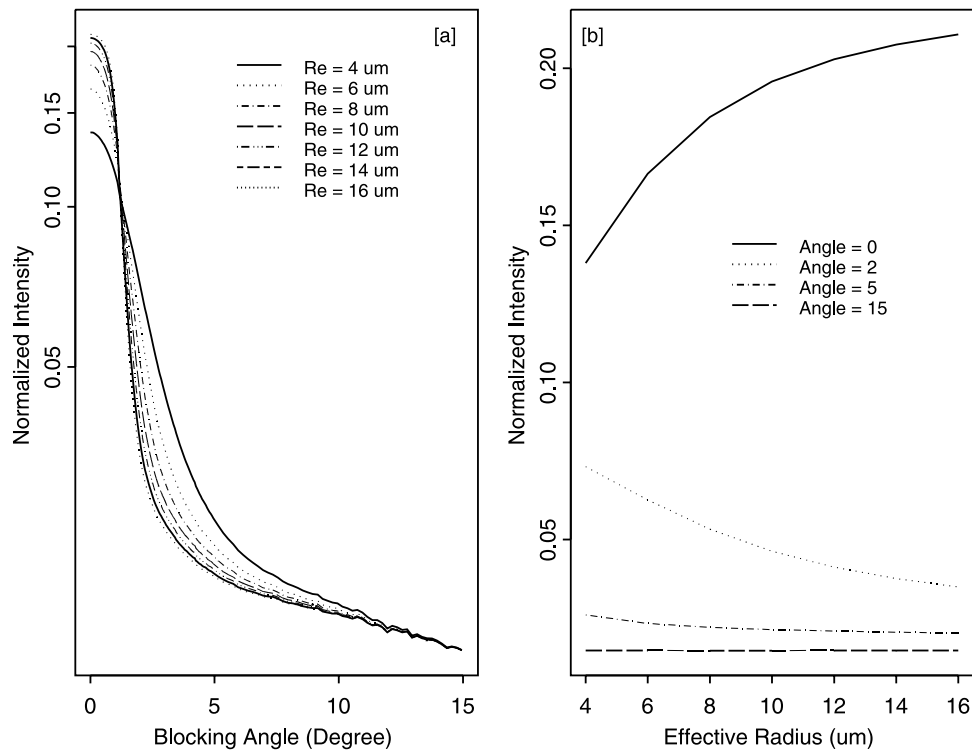 [a]
Re = 4 um
Re = 6 um
Re = 8 um
Re = 10 um
Re = 12 um
Re = 14 um
Re = 16 um
0.15
0.10
0.05
Normalized Intensity
0 5 10 15
Blocking Angle (Degree)
[b]
Angle = 0
Angle = 2
Angle = 5
Angle = 15
0.20
0.15
0.10
0.05
Normalized Intensity
4 6 8 10 12 14 16
Effective Radius (um)